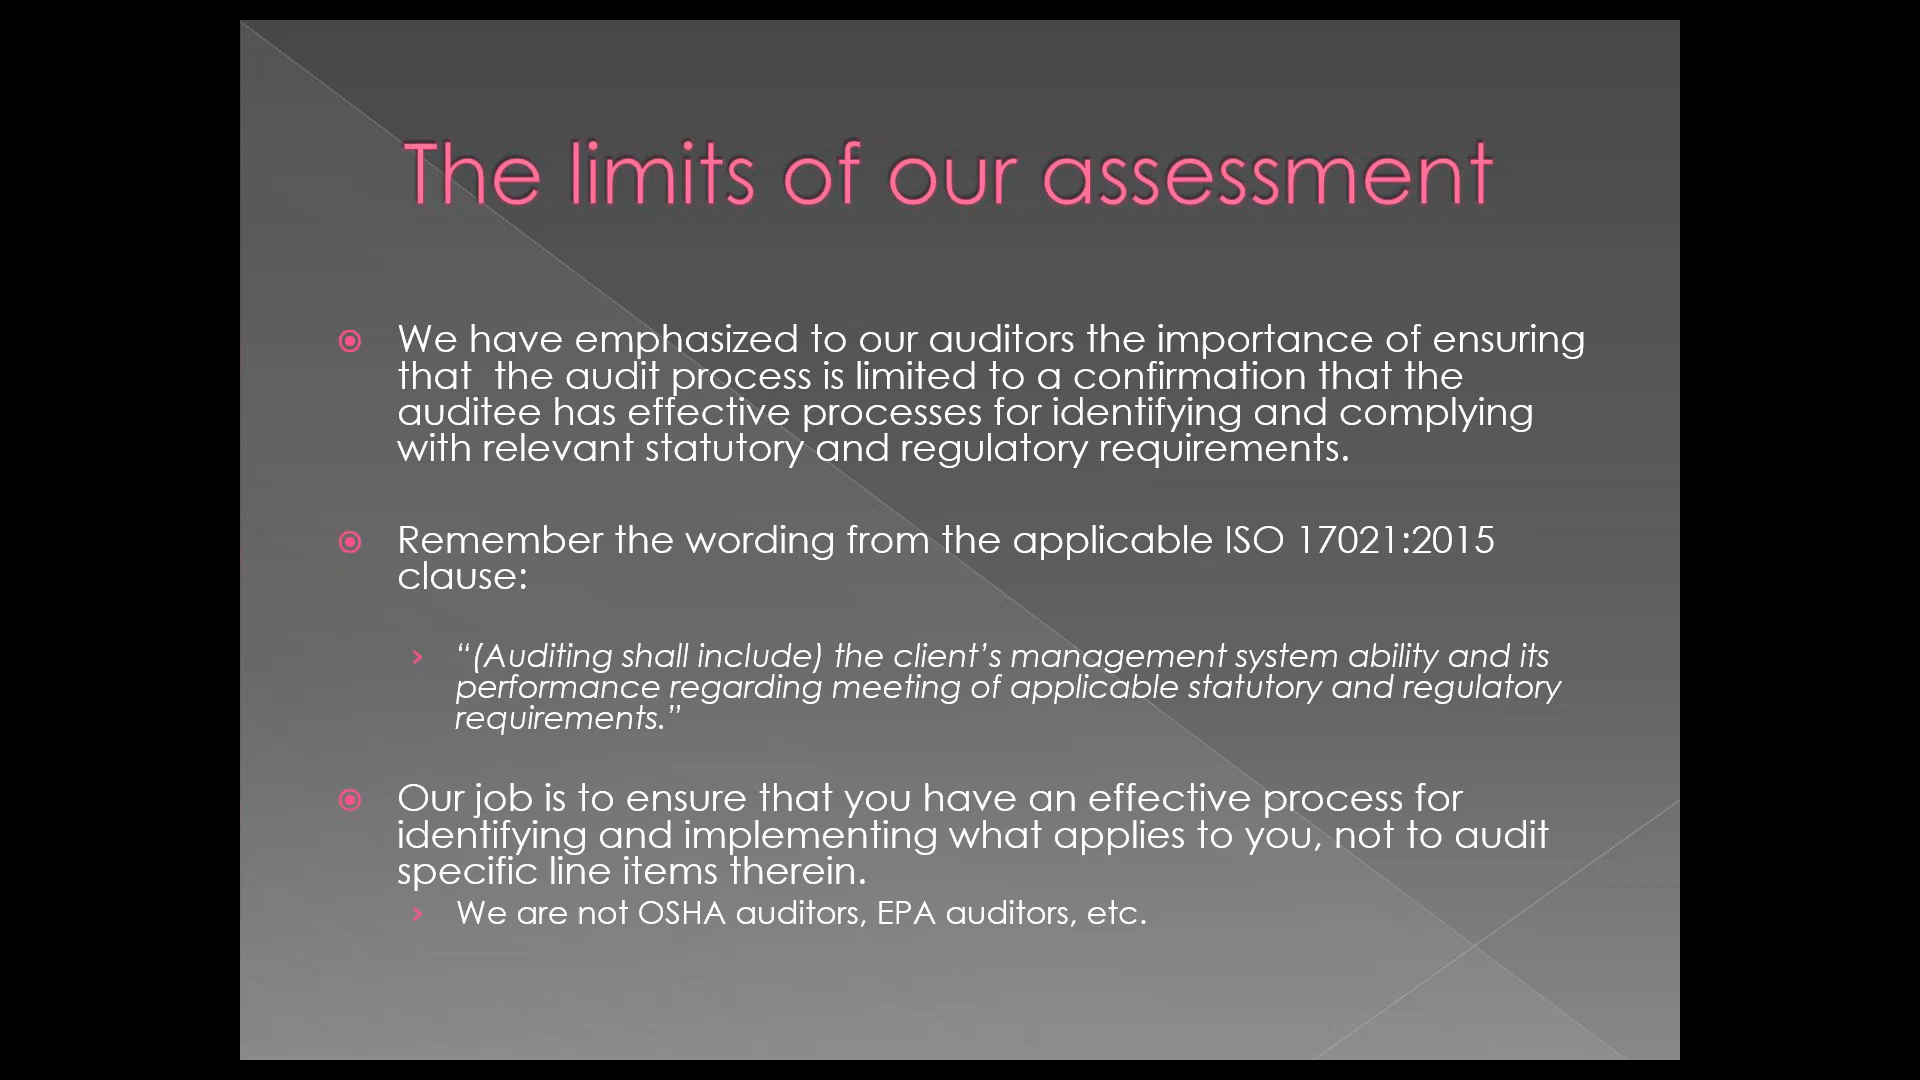 The limits of our assessment
We have emphasized to our auditors the importance of ensuring
that  the audit process is limited to a confirmation that the
auditee has effective processes for identifying and complying
with relevant statutory and regulatory requirements.
Remember the wording from the applicable ISO 17021:2015
clause:
“(Auditing shall include) the client’s management system ability and its
performance regarding meeting of applicable statutory and regulatory
requirements.”
Our job is to ensure that you have an effective process for
identifying and implementing what applies to you, not to audit
specific line items therein.
We are not OSHA auditors, EPA auditors, etc.